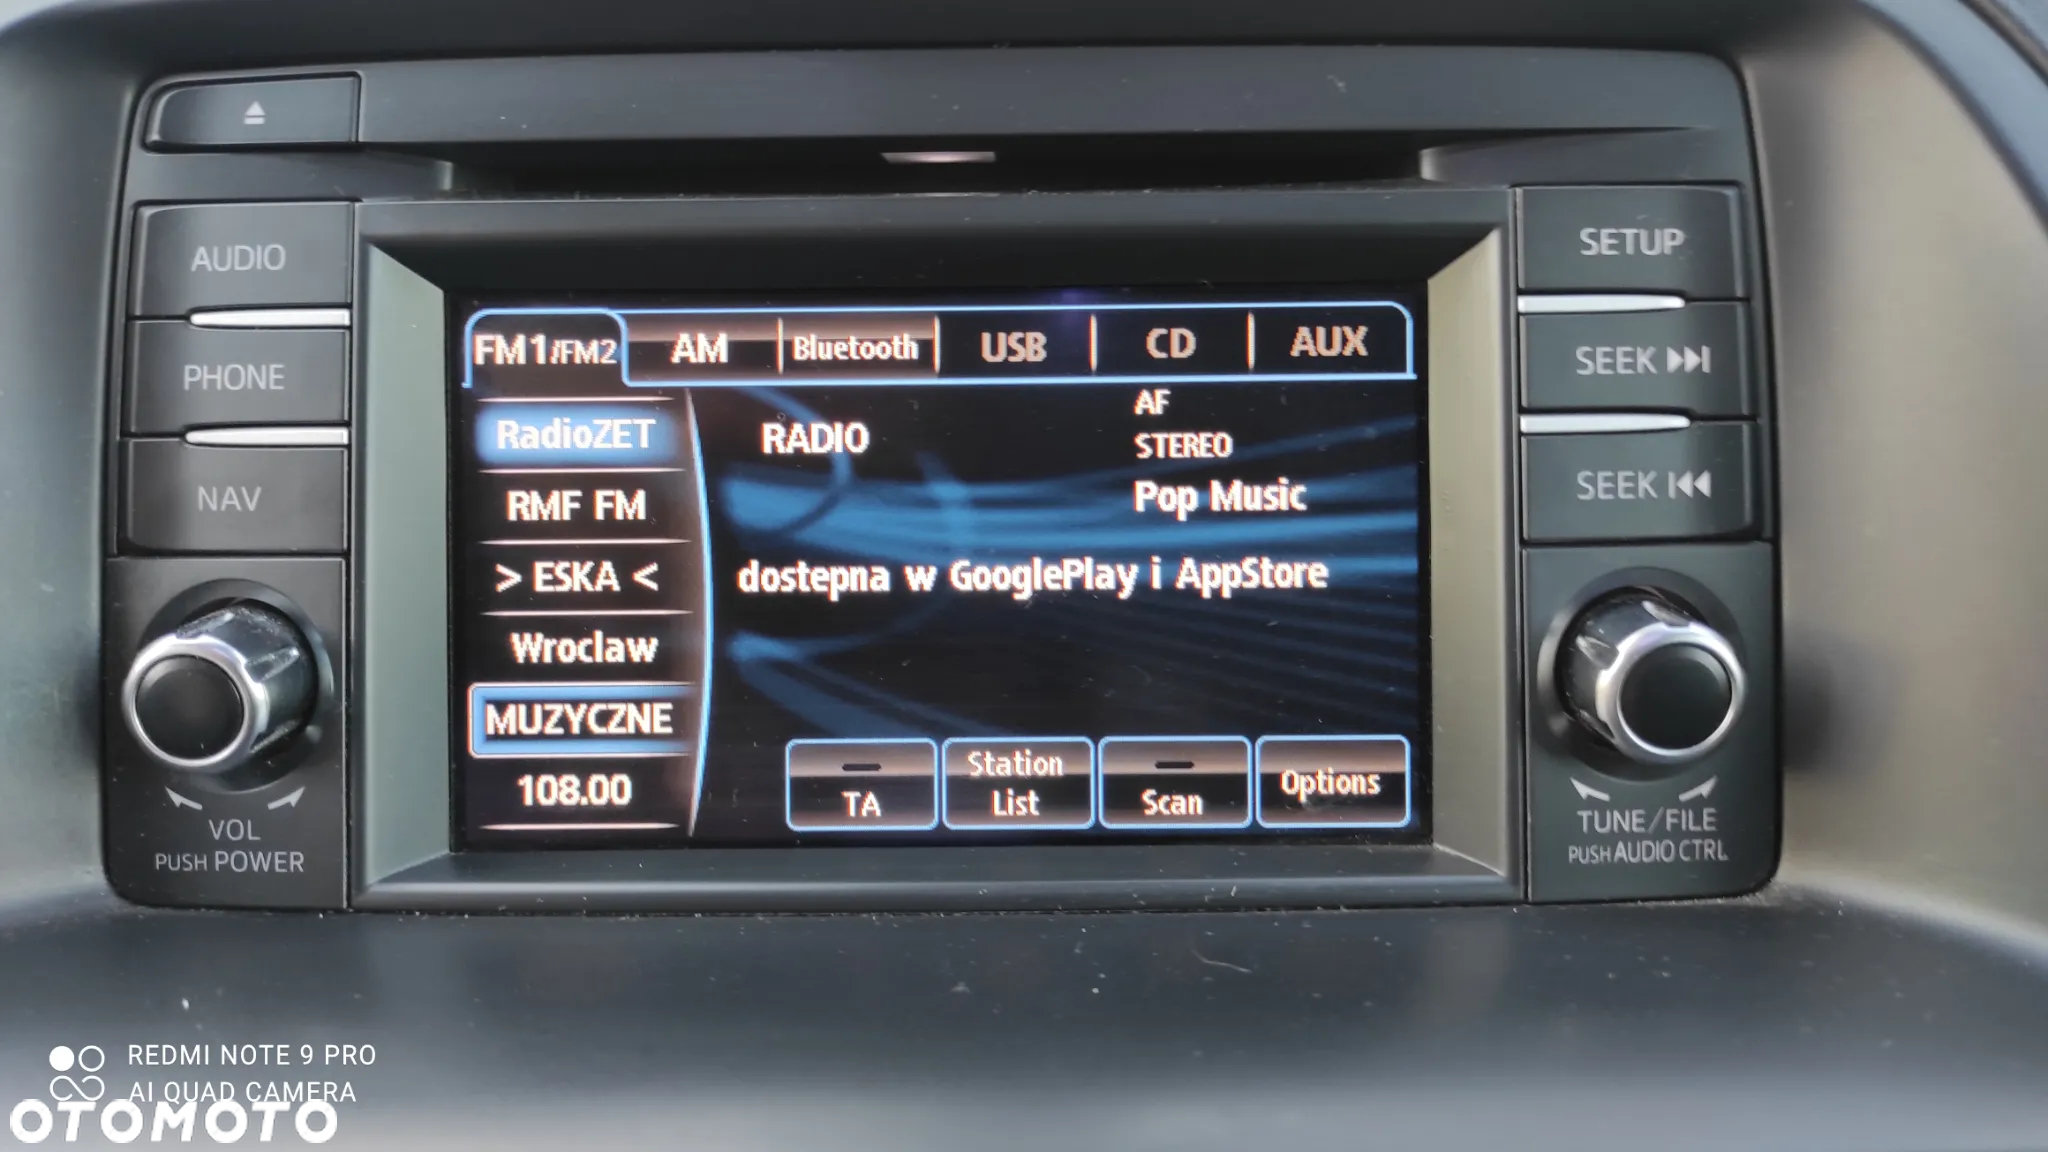 AUDIO
PHONE
NAV
VOL
PUSH POWER
FM1/FM2
AM
Bluetooth
USB
CD
AUX
RadioZET
RMF FM
> ESKA <
Wroclaw
MUZYCZNE
108.00
RADIO
AF
STEREO
Pop Music
dostępna w GooglePlay i AppStore
TA
Station
List
Scan
Options
SETUP
SEEK
SEEK
TUNE/FILE
PUSH AUDIO CTRL
REDMI NOTE 9 PRO
AI QUAD CAMERA
OTOMOTO